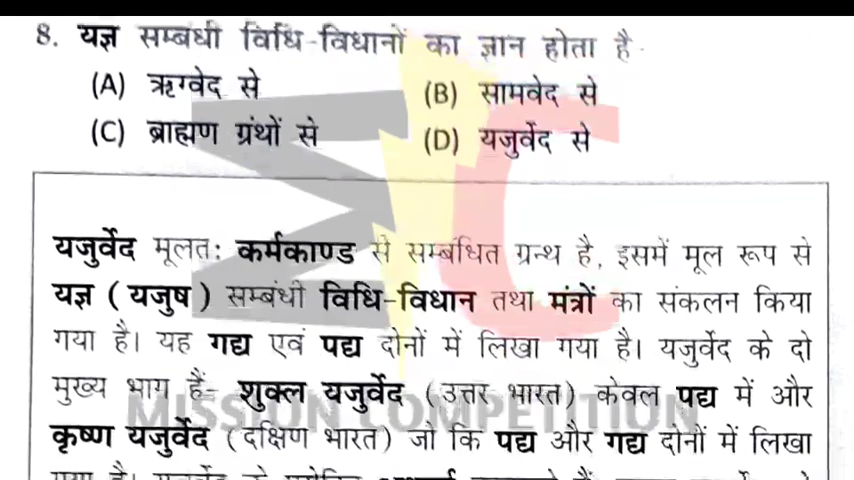 8. यज्ञ सम्बंधी विधि-विधानों का ज्ञान होता है-
(A) ऋग्वेद से (B) सामवेद से
(C) ब्राह्मण ग्रंथों से (D) यजुर्वेद से
यजुर्वेद मूलतः कर्मकाण्ड से सम्बंधित ग्रन्थ है, इसमें मूल रूप से
यज्ञ (यजुष) सम्बंधी विधि-विधान तथा मंत्रों का संकलन किया
गया है। यह गद्य एवं पद्य दोनों में लिखा गया है। यजुर्वेद के दो
मुख्य भाग हैं- शुक्ल यजुर्वेद (उत्तर भारत) केवल पद्य में और
MISSION COMPETITION
कृष्ण यजुर्वेद (दक्षिण भारत) जो कि पद्य और गद्य दोनों में लिखा